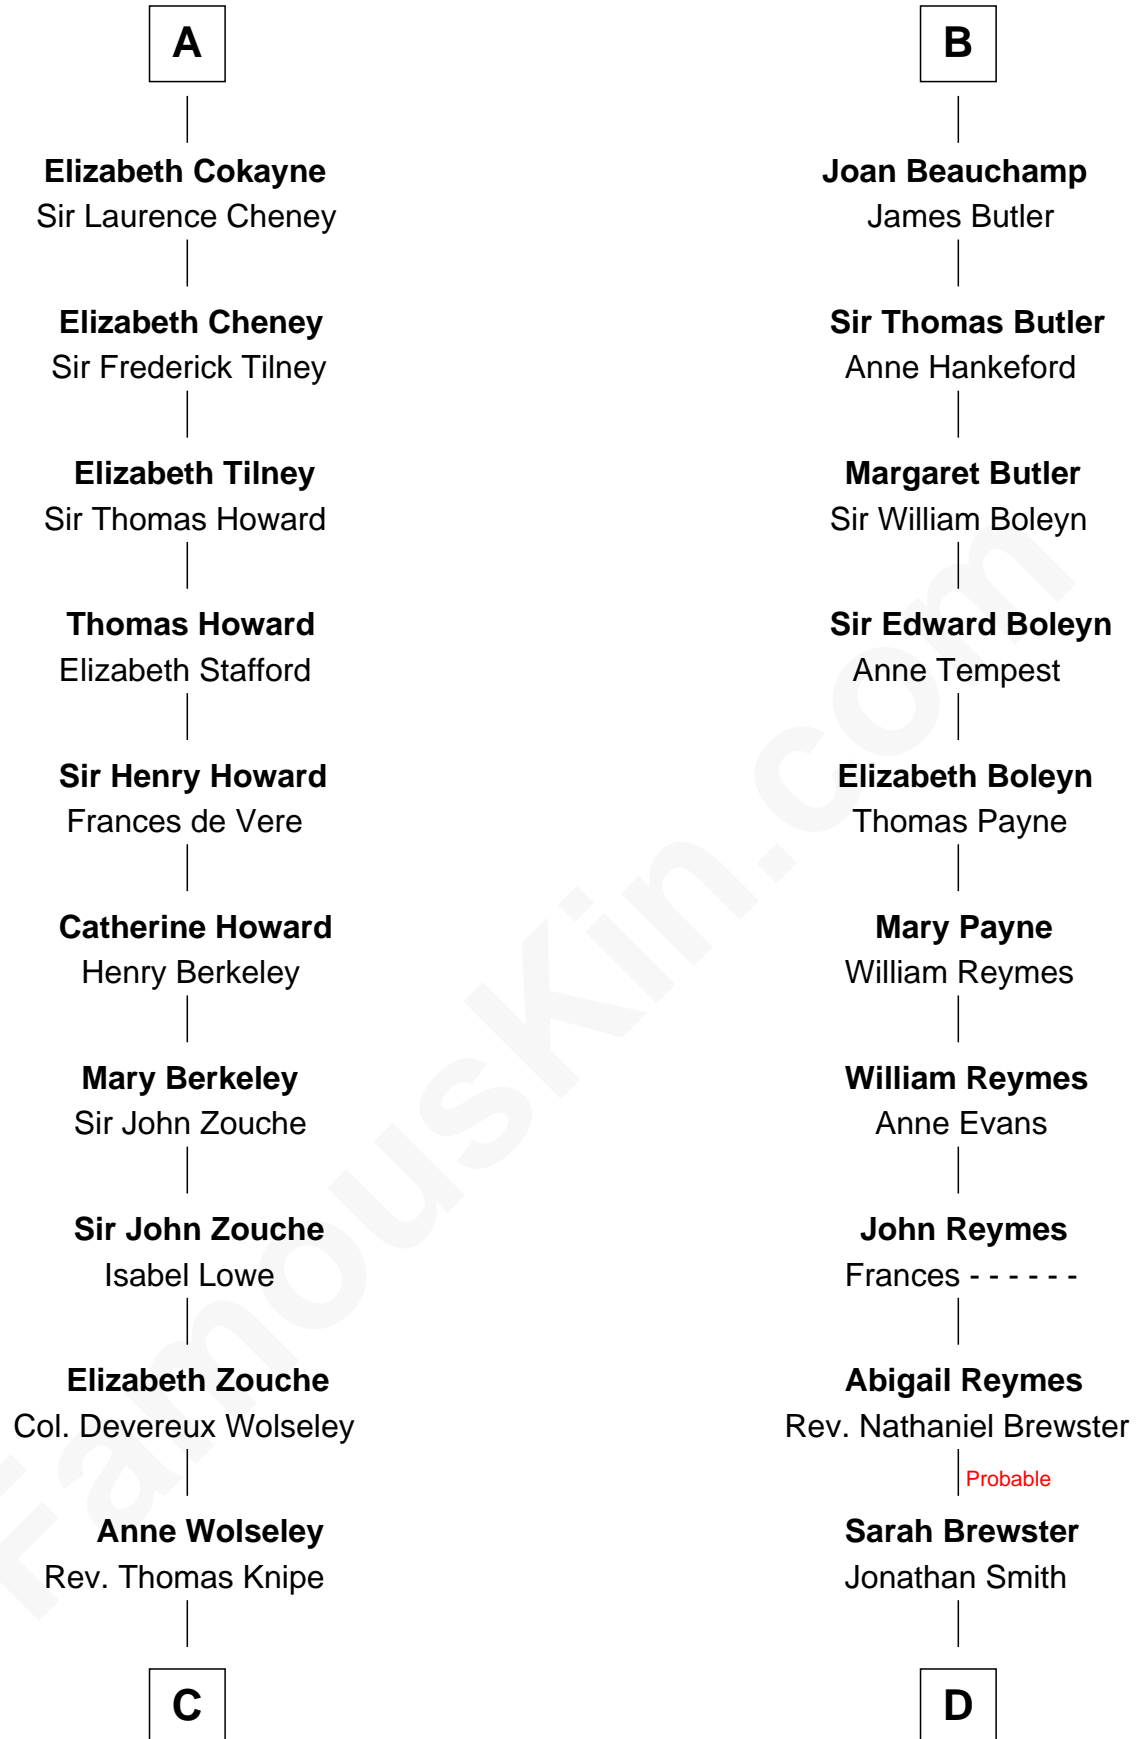 A
Elizabeth Cokayne
Sir Laurence Cheney
Elizabeth Cheney
Sir Frederick Tilney
Elizabeth Tilney
Sir Thomas Howard
Thomas Howard
Elizabeth Stafford
Sir Henry Howard
Frances de Vere
Catherine Howard
Henry Berkeley
Mary Berkeley
Sir John Zouche
Sir John Zouche
Isabel Lowe
Elizabeth Zouche
Col. Devereux Wolseley
Anne Wolseley
Rev. Thomas Knipe
C
B
Joan Beauchamp
James Butler
Sir Thomas Butler
Anne Hankeford
Margaret Butler
Sir William Boleyn
Sir Edward Boleyn
Anne Tempest
Elizabeth Boleyn
Thomas Payne
Mary Payne
William Reymes
William Reymes
Anne Evans
John Reymes
Frances - - - - - -
Abigail Reymes
Rev. Nathaniel Brewster
Probable
Sarah Brewster
Jonathan Smith
D
FamousKin.com